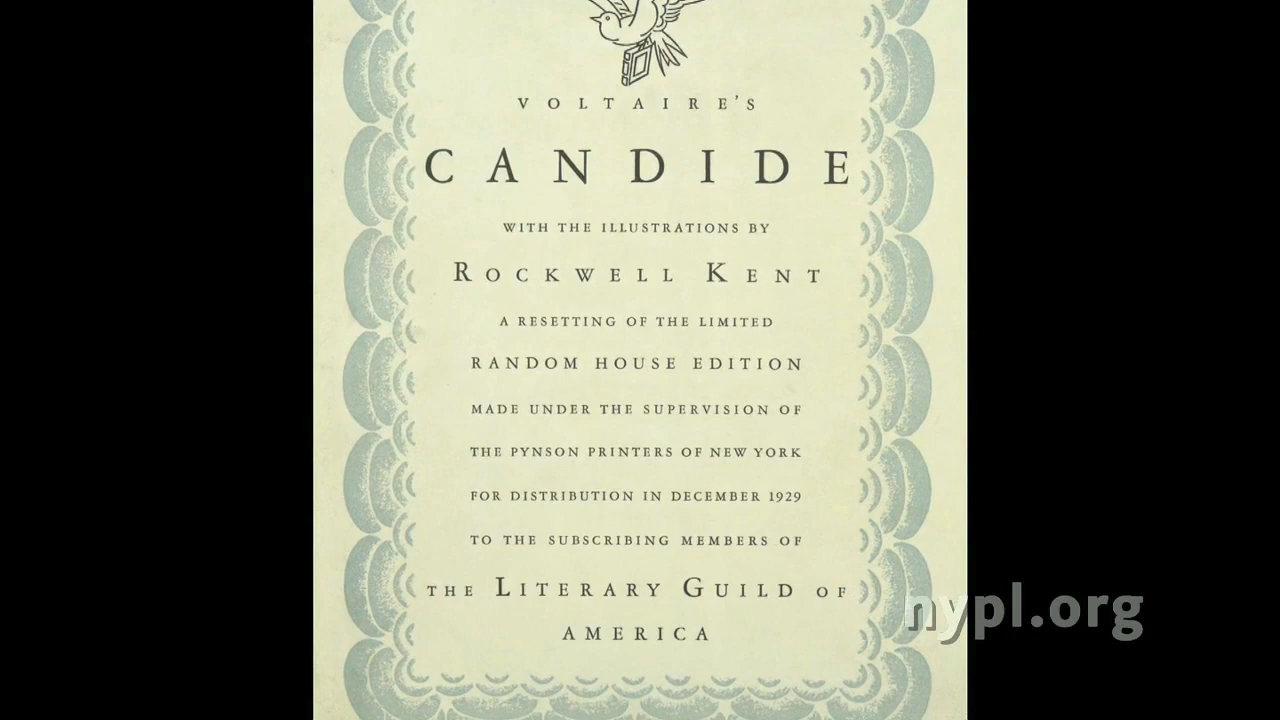 VOLTAIRE'S
CANDIDE
WITH THE ILLUSTRATIONS BY
ROCKWELL KENT
A RESETTING OF THE LIMITED
RANDOM HOUSE EDITION
MADE UNDER THE SUPERVISION OF
THE PYNSON PRINTERS OF NEW YORK
FOR DISTRIBUTION IN DECEMBER 1929
TO THE SUBSCRIBING MEMBERS OF
THE LITERARY GUILD OF
AMERICA
nypl.org